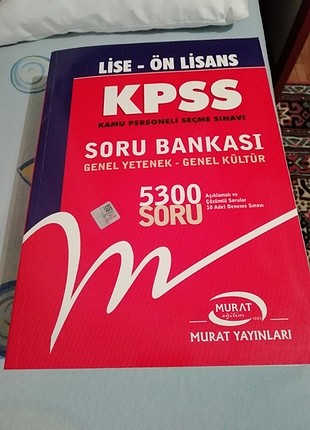 LİSE - ÖN LİSANS
KPSS
KAMU PERSONELİ SEÇME SINAVI
SORU BANKASI
GENEL YETENEK - GENEL KÜLTÜR
5300
SORU
Açıklamalı ve
Çözümlü Sorular
10 Adet Deneme Sınavı
MURAT
eğitim
MURAT YAYINLARI